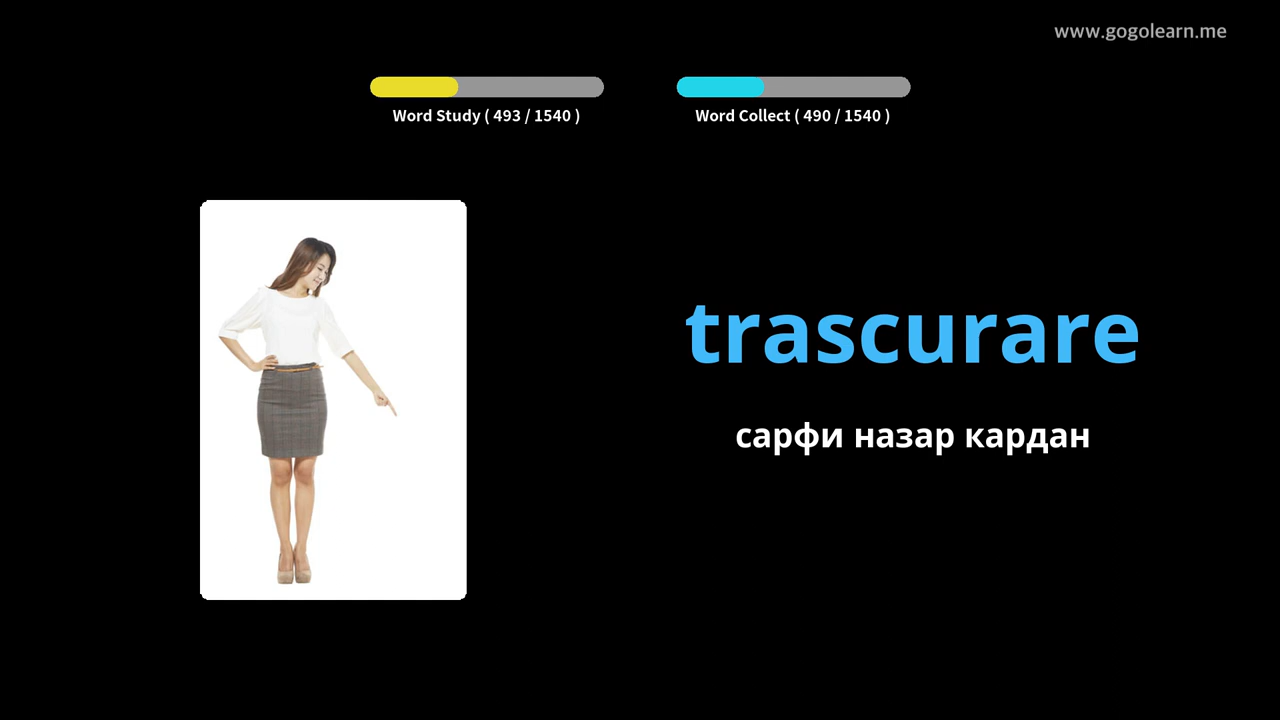 www.gogolearn.me
Word Study ( 493 / 1540 )
Word Collect ( 490 / 1540 )
trascurare
сарфи назар кардан